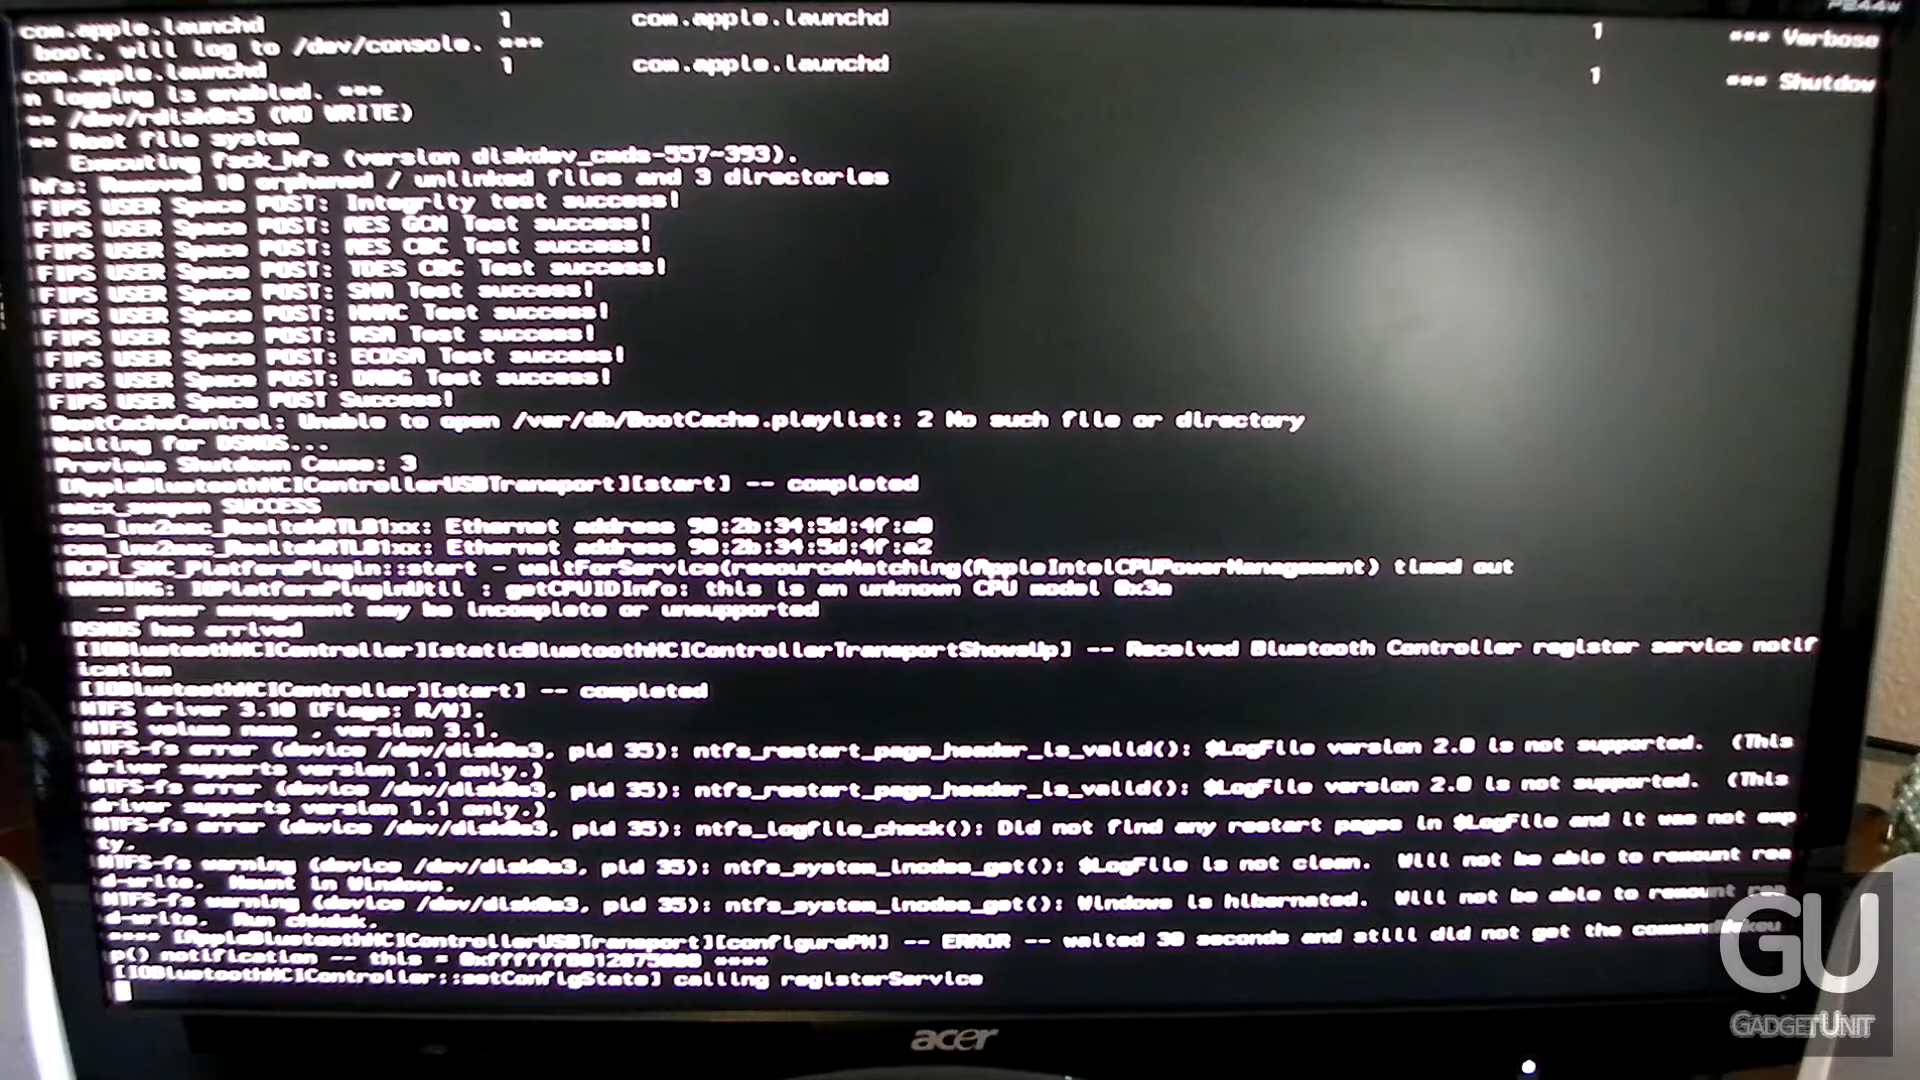 P244W
com.apple.launchd 1 com.apple.launchd 1 *** Verbose
boot, will log to /dev/console. ***
com.apple.launchd 1 com.apple.launchd 1 *** Shutdow
n logging is enabled. ***
** /dev/rdisk0s5 (NO WRITE)
** Root file system
Executing fsck_hfs (version diskdev_cmds-557~393).
hfs: Removed 10 orphaned / unlinked files and 3 directories
FIPS USER Space POST: Integrity test success!
FIPS USER Space POST: AES GCM Test success!
FIPS USER Space POST: AES CBC Test success!
FIPS USER Space POST: TDES CBC Test success!
FIPS USER Space POST: SHA Test success!
FIPS USER Space POST: HMAC Test success!
FIPS USER Space POST: RSA Test success!
FIPS USER Space POST: ECDSA Test success!
FIPS USER Space POST: DRBG Test success!
FIPS USER Space POST Success!
BootCacheControl: Unable to open /var/db/BootCache.playlist: 2 No such file or directory
Waiting for DSMOS...
Previous Shutdown Cause: 3
[AppleBluetoothHCIControllerUSBTransport][start] -- completed
macx_swapon SUCCESS
com_lnx2mac_RealtekRTL81xx: Ethernet address 90:2b:34:5d:4f:a0
com_lnx2mac_RealtekRTL81xx: Ethernet address 90:2b:34:5d:4f:a2
ACPI_SMC_PlatformPlugin::start - waitForService(resourceMatching(AppleIntelCPUPowerManagement) timed out
WARNING: IOPlatformPluginUtil : getCPUIDInfo: this is an unknown CPU model 0x3a
-- power management may be incomplete or unsupported
DSMOS has arrived
[IOBluetoothHCIController][staticBluetoothHCIControllerTransportShowsUp] -- Received Bluetooth Controller register service notif
ication
[IOBluetoothHCIController][start] -- completed
NTFS driver 3.10 [Flags: R/W].
NTFS volume name , version 3.1.
NTFS-fs error (device /dev/disk0s3, pid 35): ntfs_restart_page_header_is_valid(): $LogFile version 2.0 is not supported. (This
driver supports version 1.1 only.)
NTFS-fs error (device /dev/disk0s3, pid 35): ntfs_restart_page_header_is_valid(): $LogFile version 2.0 is not supported. (This
driver supports version 1.1 only.)
NTFS-fs error (device /dev/disk0s3, pid 35): ntfs_logfile_check(): Did not find any restart pages in $LogFile and it was not emp
ty.
NTFS-fs warning (device /dev/disk0s3, pid 35): ntfs_system_inodes_get(): $LogFile is not clean. Will not be able to remount rea
d-write. Mount in Windows.
NTFS-fs warning (device /dev/disk0s3, pid 35): ntfs_system_inodes_get(): Windows is hibernated. Will not be able to remount rea
d-write. Run chkdsk.
**** [AppleBluetoothHCIControllerUSBTransport][configurePM] -- ERROR -- waited 30 seconds and still did not get the commandWakeu
p() notification -- this = 0xffffff8012075000 ****
[IOBluetoothHCIController::setConfigState] calling registerService
acer
GU
GADGETUNIT